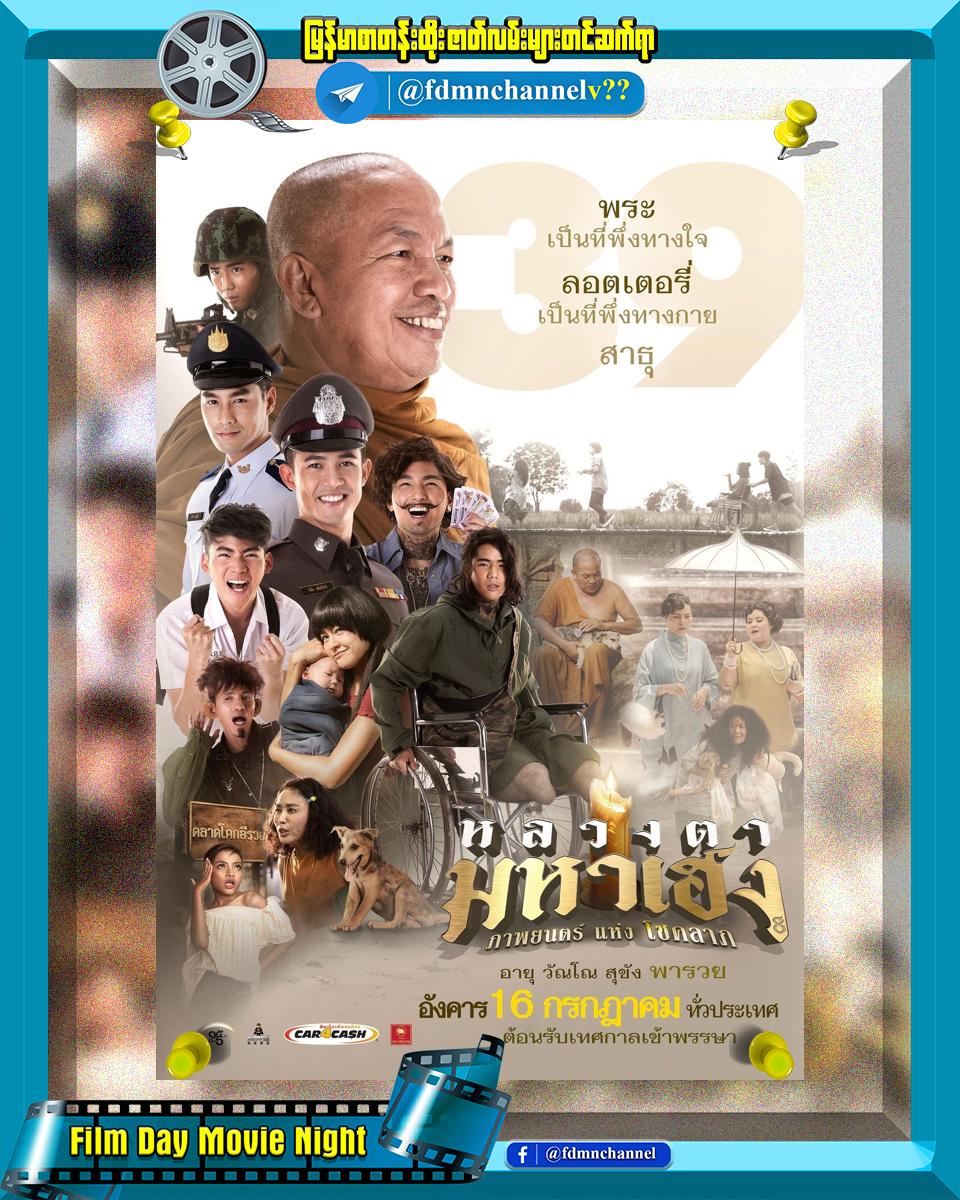 မြန်မာစာတန်းထိုးဇာတ်လမ်းများတင်ဆက်ရာ
@fdmnchannelv??
39
พระ
เป็นที่พึ่งทางใจ
ลอตเตอรี่
เป็นที่พึ่งทางกาย
สาธุ
ตลาดโคกอีรวย
หลวงตา
มหาเฮง
ภาพยนตร์ แห่ง โชคลาภ
อายุ วัณโณ สุขัง พารวย
อังคาร 16 กรกฎาคม ทั่วประเทศ
ต้อนรับเทศกาลเข้าพรรษา
CAR4CASH
Film Day Movie Night
@fdmnchannel